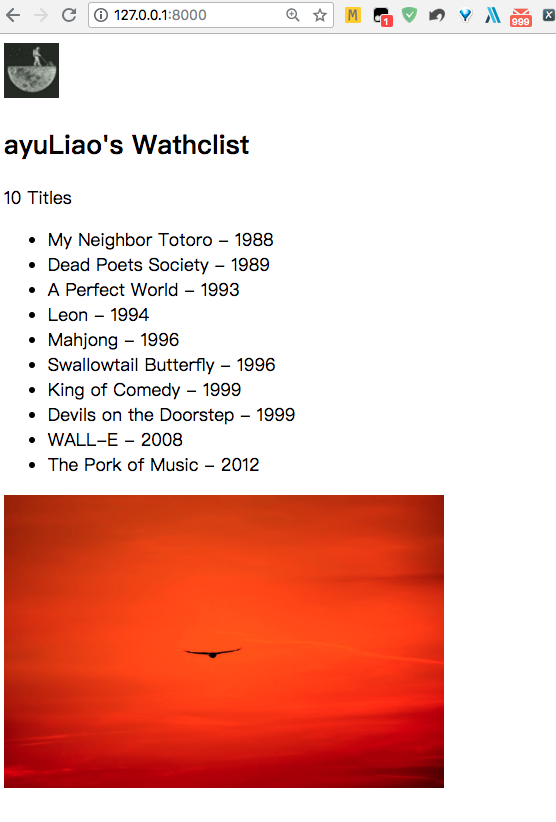 127.0.0.1:8000
M
1
999
ayuLiao's Wathclist
10 Titles
My Neighbor Totoro – 1988
Dead Poets Society – 1989
A Perfect World – 1993
Leon – 1994
Mahjong – 1996
Swallowtail Butterfly – 1996
King of Comedy – 1999
Devils on the Doorstep – 1999
WALL–E – 2008
The Pork of Music – 2012